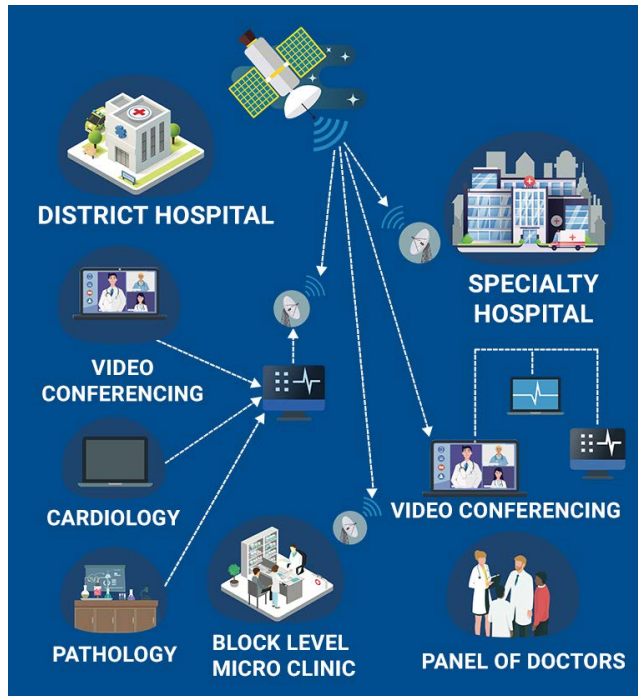 DISTRICT HOSPITAL
SPECIALTY
HOSPITAL
VIDEO
CONFERENCING
CARDIOLOGY
VIDEO CONFERENCING
PATHOLOGY
BLOCK LEVEL
MICRO CLINIC
PANEL OF DOCTORS